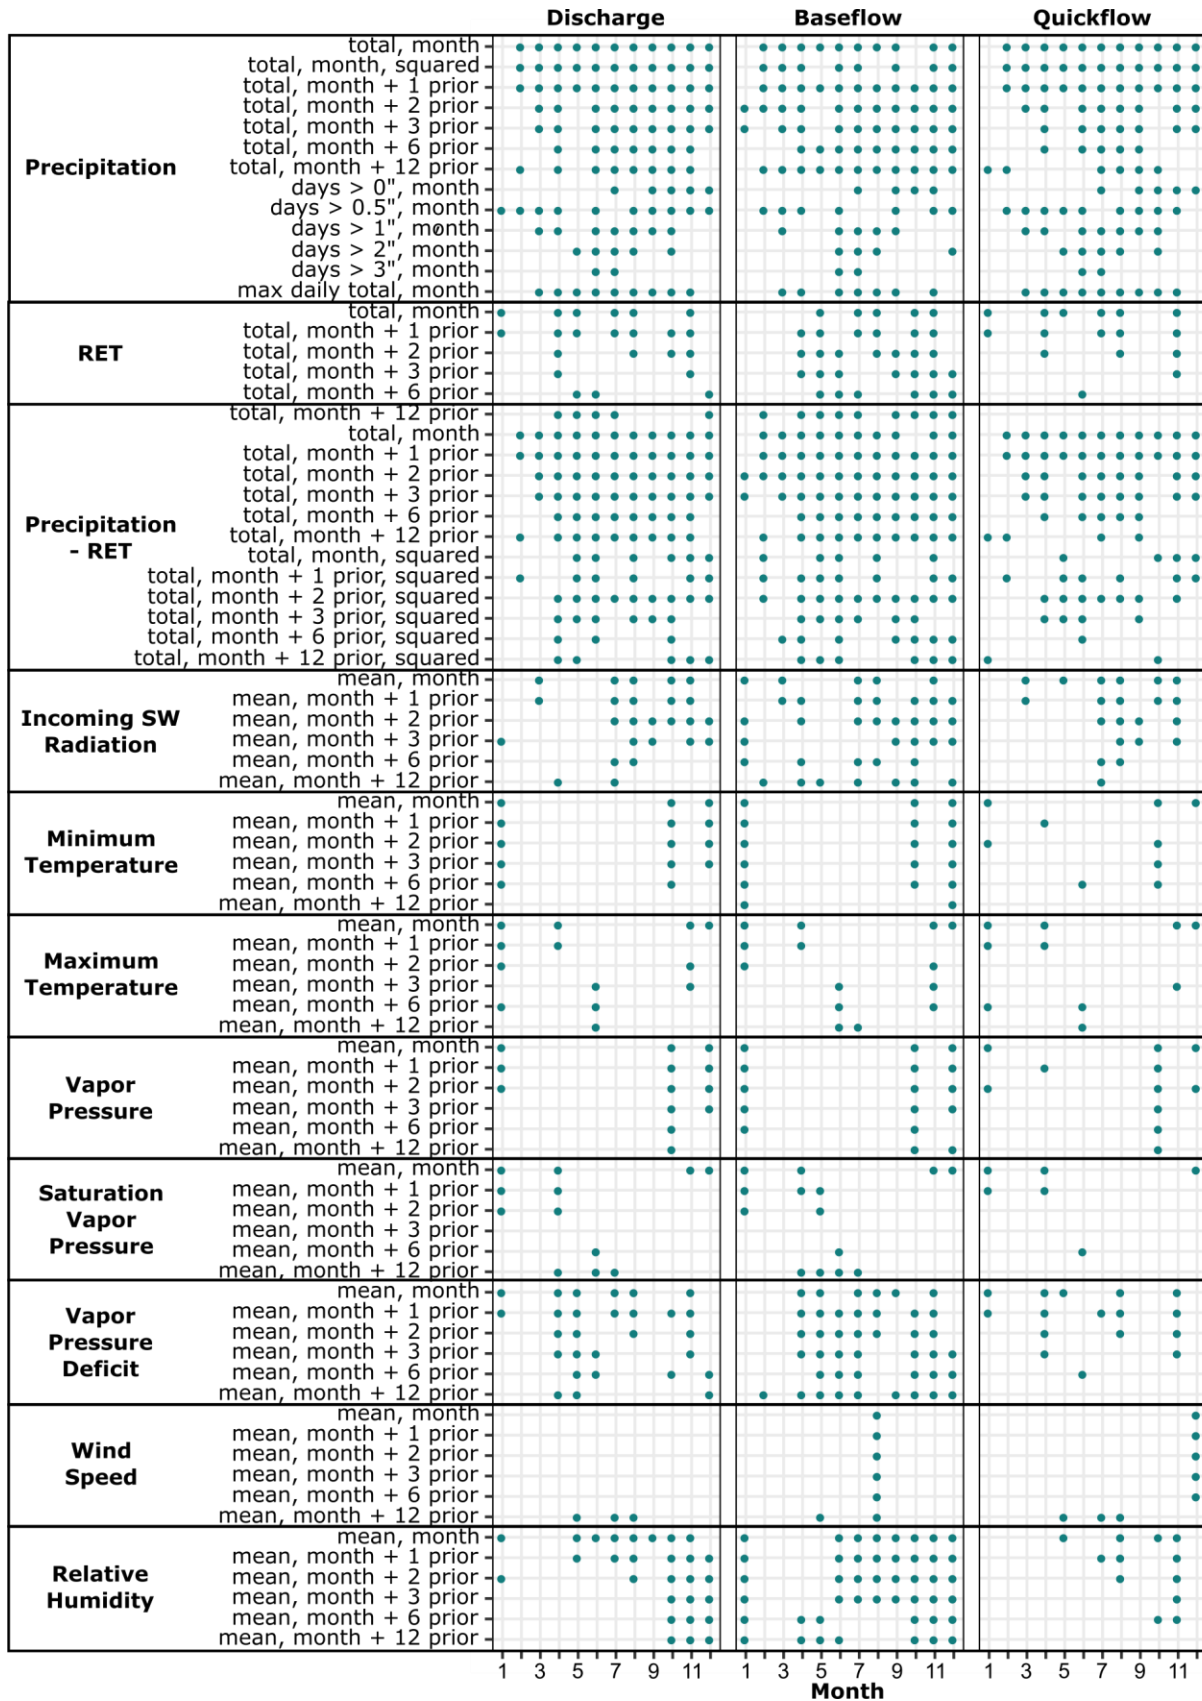 Discharge Baseflow Quickflow
Precipitation
total, month
total, month, squared
total, month + 1 prior
total, month + 2 prior
total, month + 3 prior
total, month + 6 prior
total, month + 12 prior
days > 0", month
days > 0.5", month
days > 1", month
days > 2", month
days > 3", month
max daily total, month
RET
total, month
total, month + 1 prior
total, month + 2 prior
total, month + 3 prior
total, month + 6 prior
total, month + 12 prior
Precipitation
- RET
total, month
total, month + 1 prior
total, month + 2 prior
total, month + 3 prior
total, month + 6 prior
total, month + 12 prior
total, month, squared
total, month + 1 prior, squared
total, month + 2 prior, squared
total, month + 3 prior, squared
total, month + 6 prior, squared
total, month + 12 prior, squared
Incoming SW
Radiation
mean, month
mean, month + 1 prior
mean, month + 2 prior
mean, month + 3 prior
mean, month + 6 prior
mean, month + 12 prior
Minimum
Temperature
mean, month
mean, month + 1 prior
mean, month + 2 prior
mean, month + 3 prior
mean, month + 6 prior
mean, month + 12 prior
Maximum
Temperature
mean, month
mean, month + 1 prior
mean, month + 2 prior
mean, month + 3 prior
mean, month + 6 prior
mean, month + 12 prior
Vapor
Pressure
mean, month
mean, month + 1 prior
mean, month + 2 prior
mean, month + 3 prior
mean, month + 6 prior
mean, month + 12 prior
Saturation
Vapor
Pressure
mean, month
mean, month + 1 prior
mean, month + 2 prior
mean, month + 3 prior
mean, month + 6 prior
mean, month + 12 prior
Vapor
Pressure
Deficit
mean, month
mean, month + 1 prior
mean, month + 2 prior
mean, month + 3 prior
mean, month + 6 prior
mean, month + 12 prior
Wind
Speed
mean, month
mean, month + 1 prior
mean, month + 2 prior
mean, month + 3 prior
mean, month + 6 prior
mean, month + 12 prior
Relative
Humidity
mean, month
mean, month + 1 prior
mean, month + 2 prior
mean, month + 3 prior
mean, month + 6 prior
mean, month + 12 prior
1 3 5 7 9 11 1 3 5 7 9 11 1 3 5 7 9 11
Month